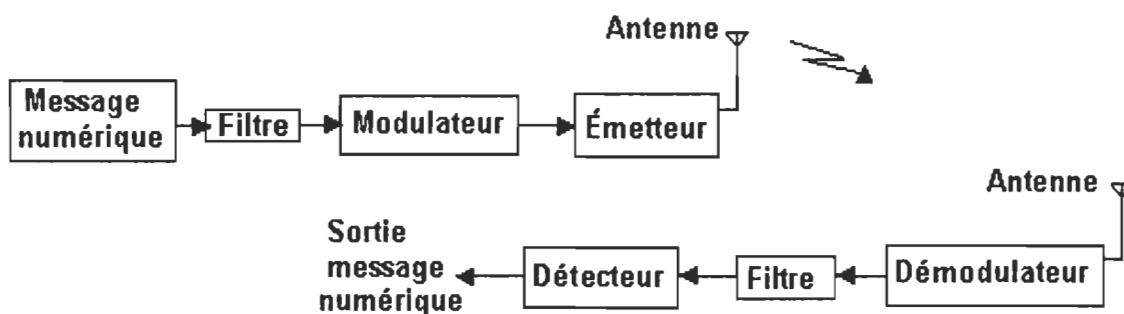 Antenne
Message
numérique
Filtre
Modulateur
Émetteur
Antenne
Sortie
message
numérique
Détecteur
Filtre
Démodulateur